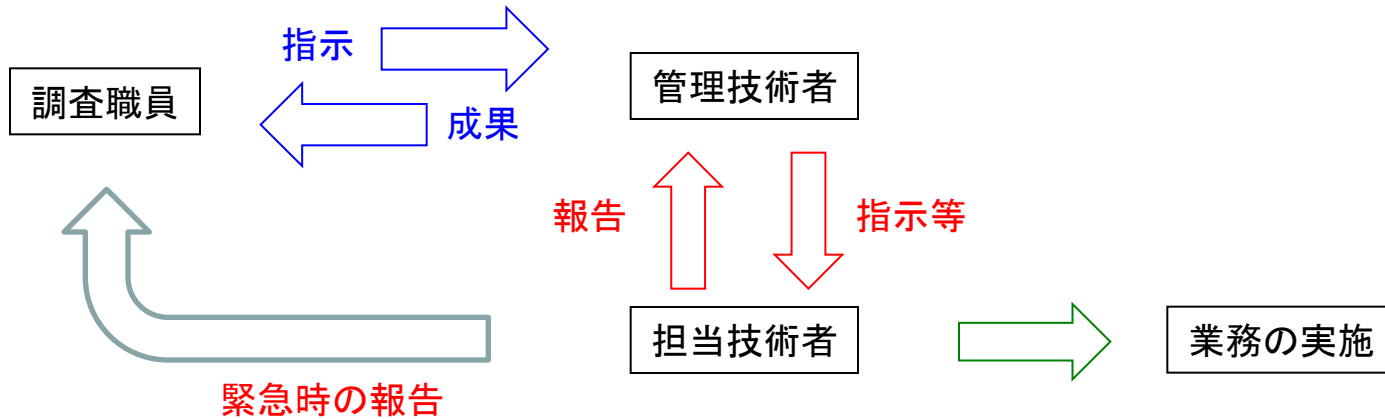 指示
管理技術者
調査職員
成果
報告
指示等
担当技術者
業務の実施
緊急時の報告